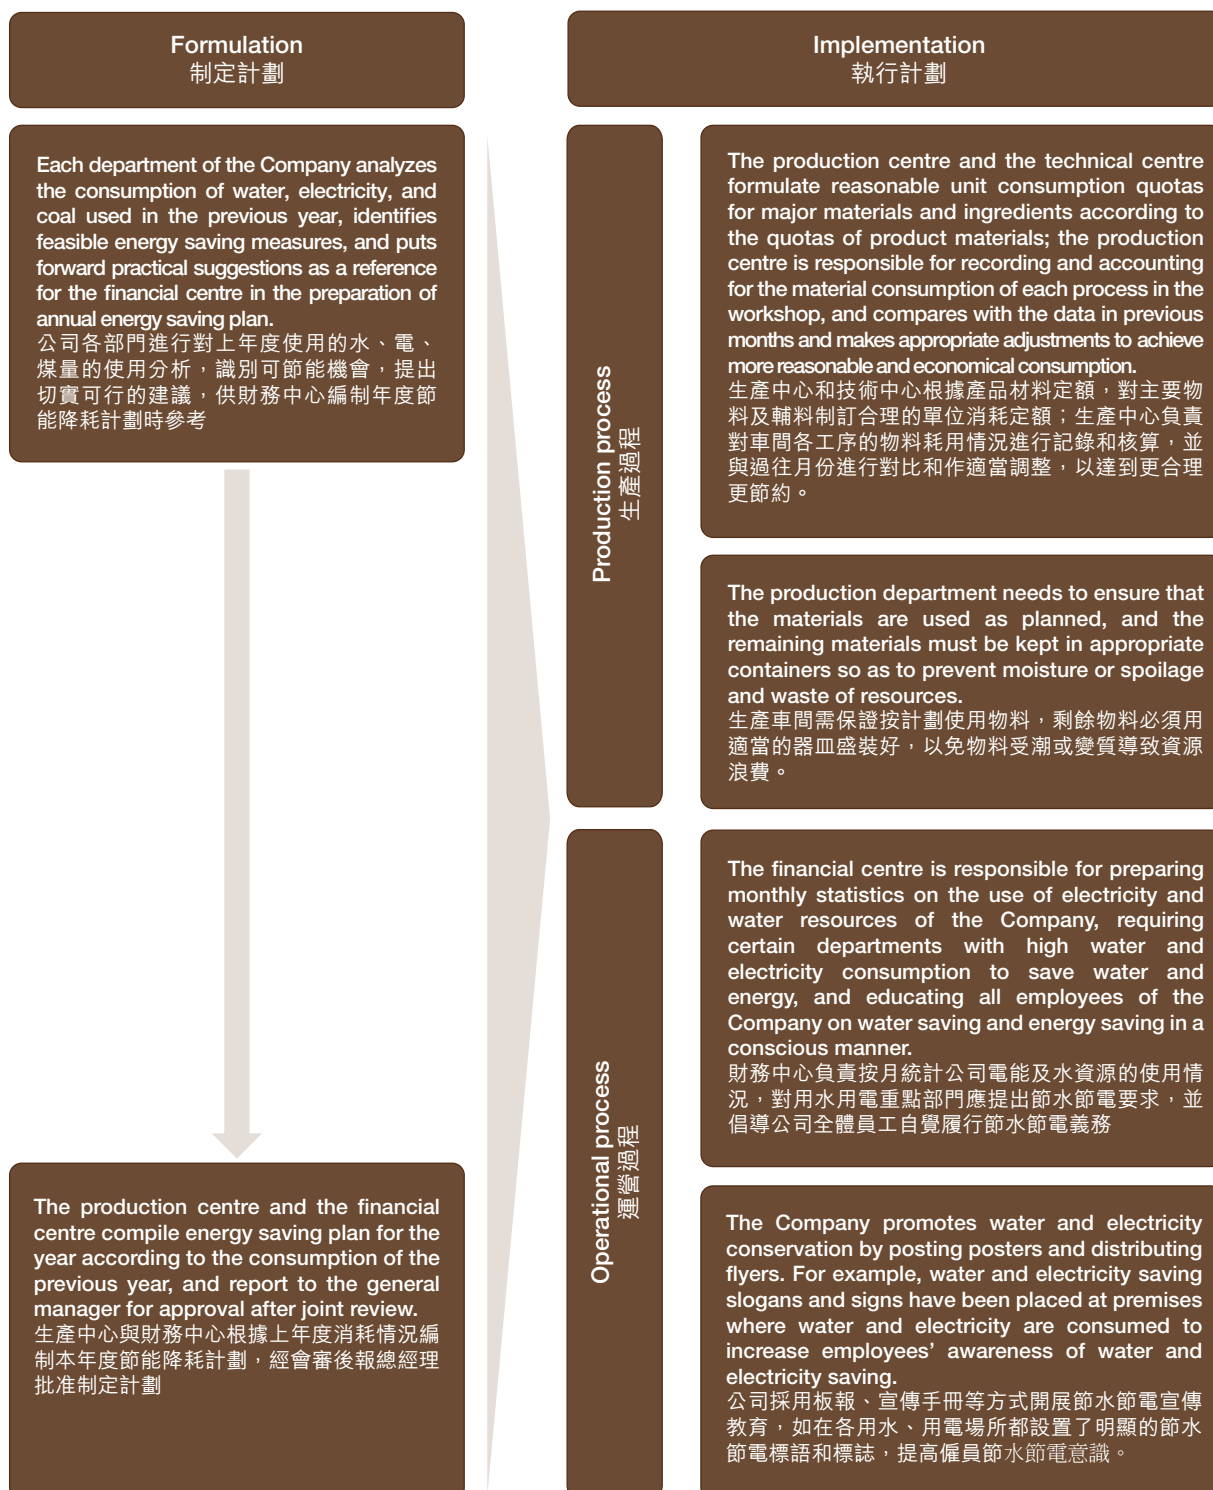 Formulation
制定計劃
Each department of the Company analyzes
the consumption of water, electricity, and
coal used in the previous year, identifies
feasible energy saving measures, and puts
forward practical suggestions as a reference
for the financial centre in the preparation of
annual energy saving plan.
公司各部門進行對上年度使用的水、電、
煤量的使用分析，識別可節能機會，提出
切實可行的建議，供財務中心編制年度節
能降耗計劃時參考
The production centre and the financial
centre compile energy saving plan for the
year according to the consumption of the
previous year, and report to the general
manager for approval after joint review.
生產中心與財務中心根據上年度消耗情況編
制本年度節能降耗計劃，經會審後報總經理
批准制定計劃
Implementation
執行計劃
Production process
生產過程
The production centre and the technical centre
formulate reasonable unit consumption quotas
for major materials and ingredients according to
the quotas of product materials; the production
centre is responsible for recording and accounting
for the material consumption of each process in the
workshop, and compares with the data in previous
months and makes appropriate adjustments to achieve
more reasonable and economical consumption.
生產中心和技術中心根據產品材料定額，對主要物
料及輔料制訂合理的單位消耗定額；生產中心負責
對車間各工序的物料耗用情況進行記錄和核算，並
與過往月份進行對比和作適當調整，以達到更合理
更節約。
The production department needs to ensure that
the materials are used as planned, and the
remaining materials must be kept in appropriate
containers so as to prevent moisture or spoilage
and waste of resources.
生產車間需保證按計劃使用物料，剩餘物料必須用
適當的器皿盛裝好，以免物料受潮或變質導致資源
浪費。
Operational process
運營過程
The financial centre is responsible for preparing
monthly statistics on the use of electricity and
water resources of the Company, requiring
certain departments with high water and
electricity consumption to save water and
energy, and educating all employees of the
Company on water saving and energy saving in a
conscious manner.
財務中心負責按月統計公司電能及水資源的使用情
況，對用水用電重點部門應提出節水節電要求，並
倡導公司全體員工自覺履行節水節電義務
The Company promotes water and electricity
conservation by posting posters and distributing
flyers. For example, water and electricity saving
slogans and signs have been placed at premises
where water and electricity are consumed to
increase employees’ awareness of water and
electricity saving.
公司採用板報、宣傳手冊等方式開展節水節電宣傳
教育，如在各用水、用電場所都設置了明顯的節水
節電標語和標誌，提高僱員節水節電意識。